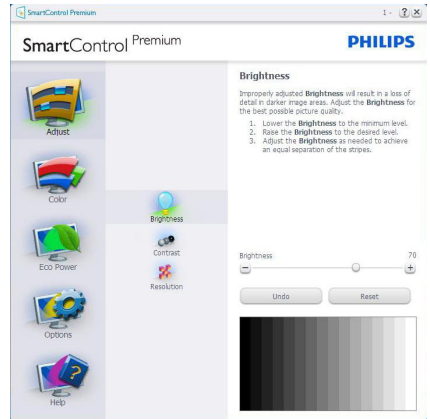 SmartControl Premium
1 - ? X
SmartControl Premium
PHILIPS
Adjust
Color
Eco Power
Options
Help
Brightness
Contrast
Resolution
Brightness
Improperly adjusted Brightness will result in a loss of
detail in darker image areas. Adjust the Brightness for
the best possible picture quality.
1. Lower the Brightness to the minimum level.
2. Raise the Brightness to the desired level.
3. Adjust the Brightness as needed to achieve
an equal separation of the stripes.
Brightness 70
Undo Reset